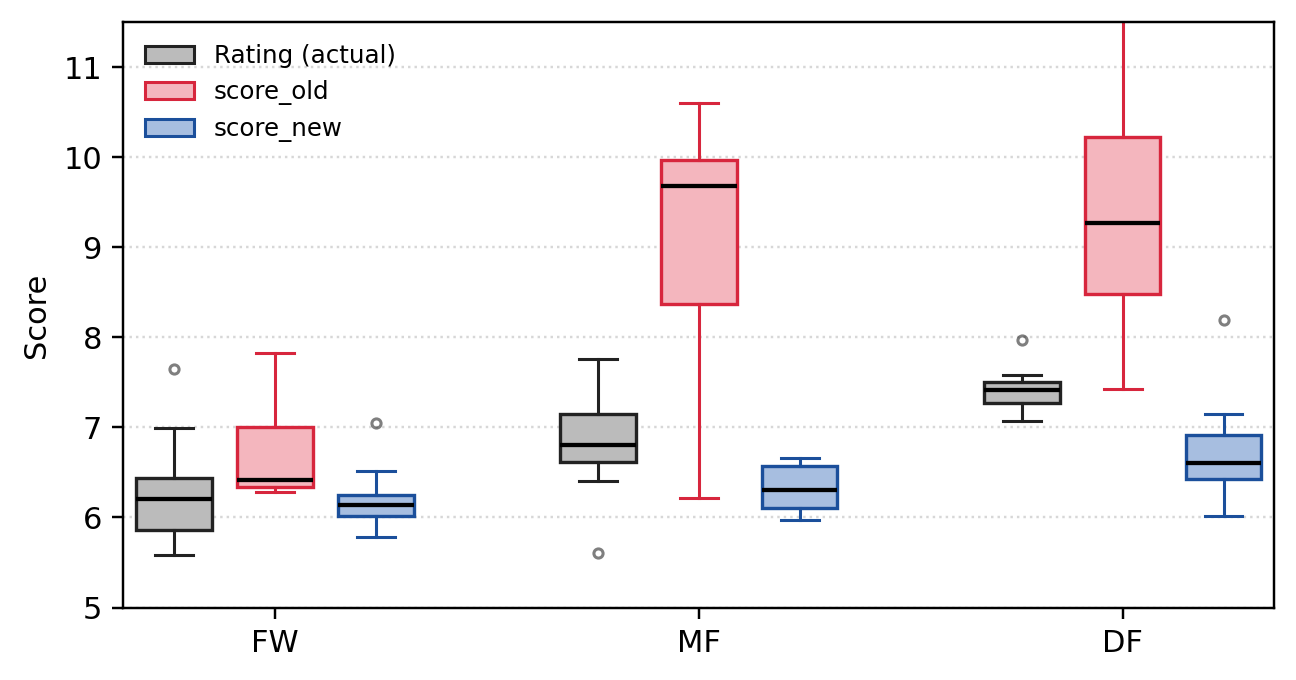 Rating (actual)
score_old
score_new
Score
11
10
9
8
7
6
5
FW
MF
DF